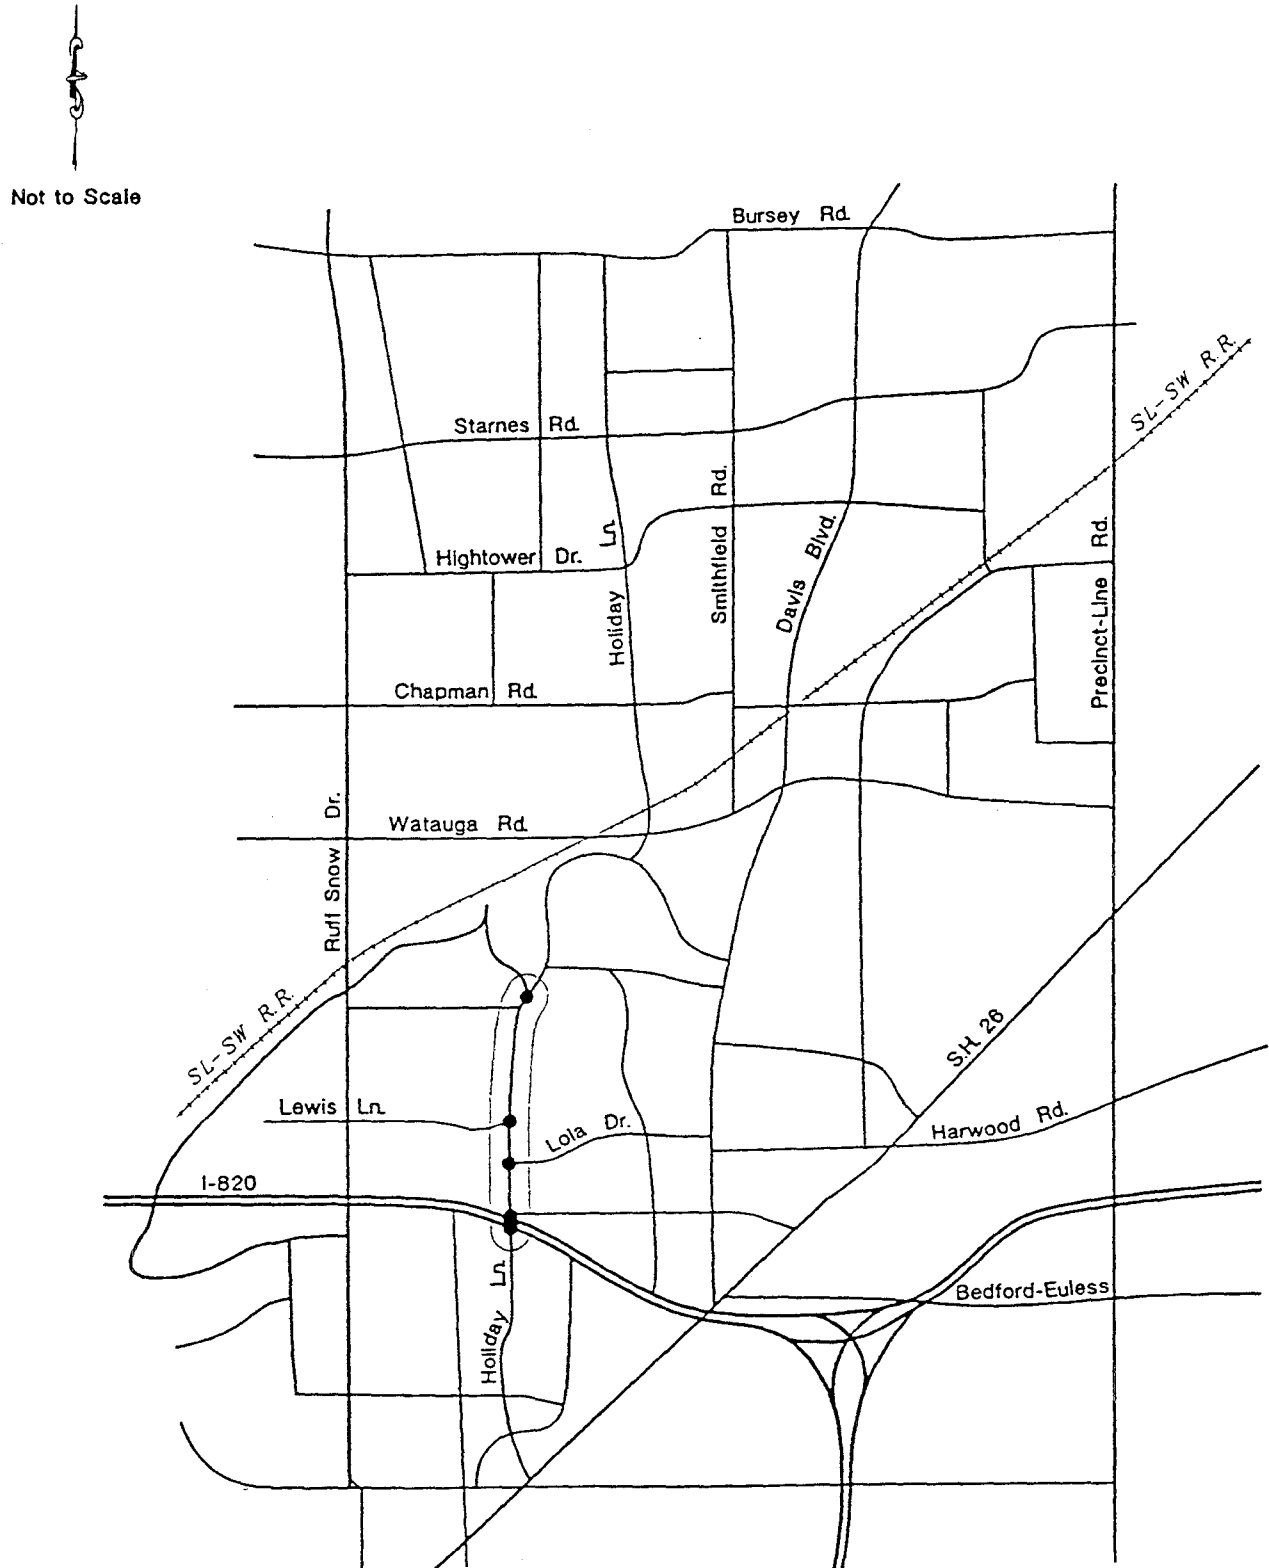 Not to Scale
Bursey Rd.
SL-SW R.R.
Starnes Rd.
Smithfield Rd.
Davis Blvd.
Precinct-Line Rd.
Hightower Dr.
Holiday Ln.
Chapman Rd.
Watauga Rd.
Ruff Snow Dr.
SL-SW R.R.
S.H. 26
Lewis Ln.
Lola Dr.
Harwood Rd.
I-820
Bedford-Euless
Holiday Ln.